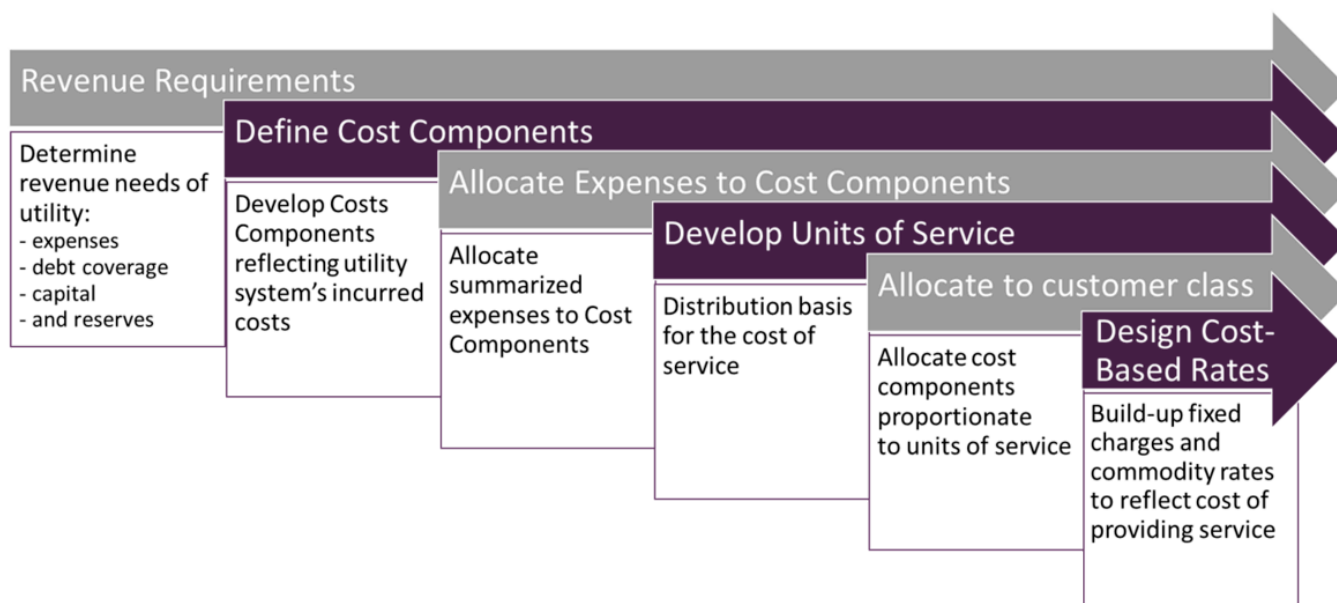 Revenue Requirements
Determine
revenue needs of
utility:
- expenses
- debt coverage
- capital
- and reserves
Define Cost Components
Develop Costs
Components
reflecting utility
system's incurred
costs
Allocate Expenses to Cost Components
Allocate
summarized
expenses to Cost
Components
Develop Units of Service
Distribution basis
for the cost of
service
Allocate to customer class
Allocate cost
components
proportionate
to units of service
Design Cost-
Based Rates
Build-up fixed
charges and
commodity rates
to reflect cost of
providing service